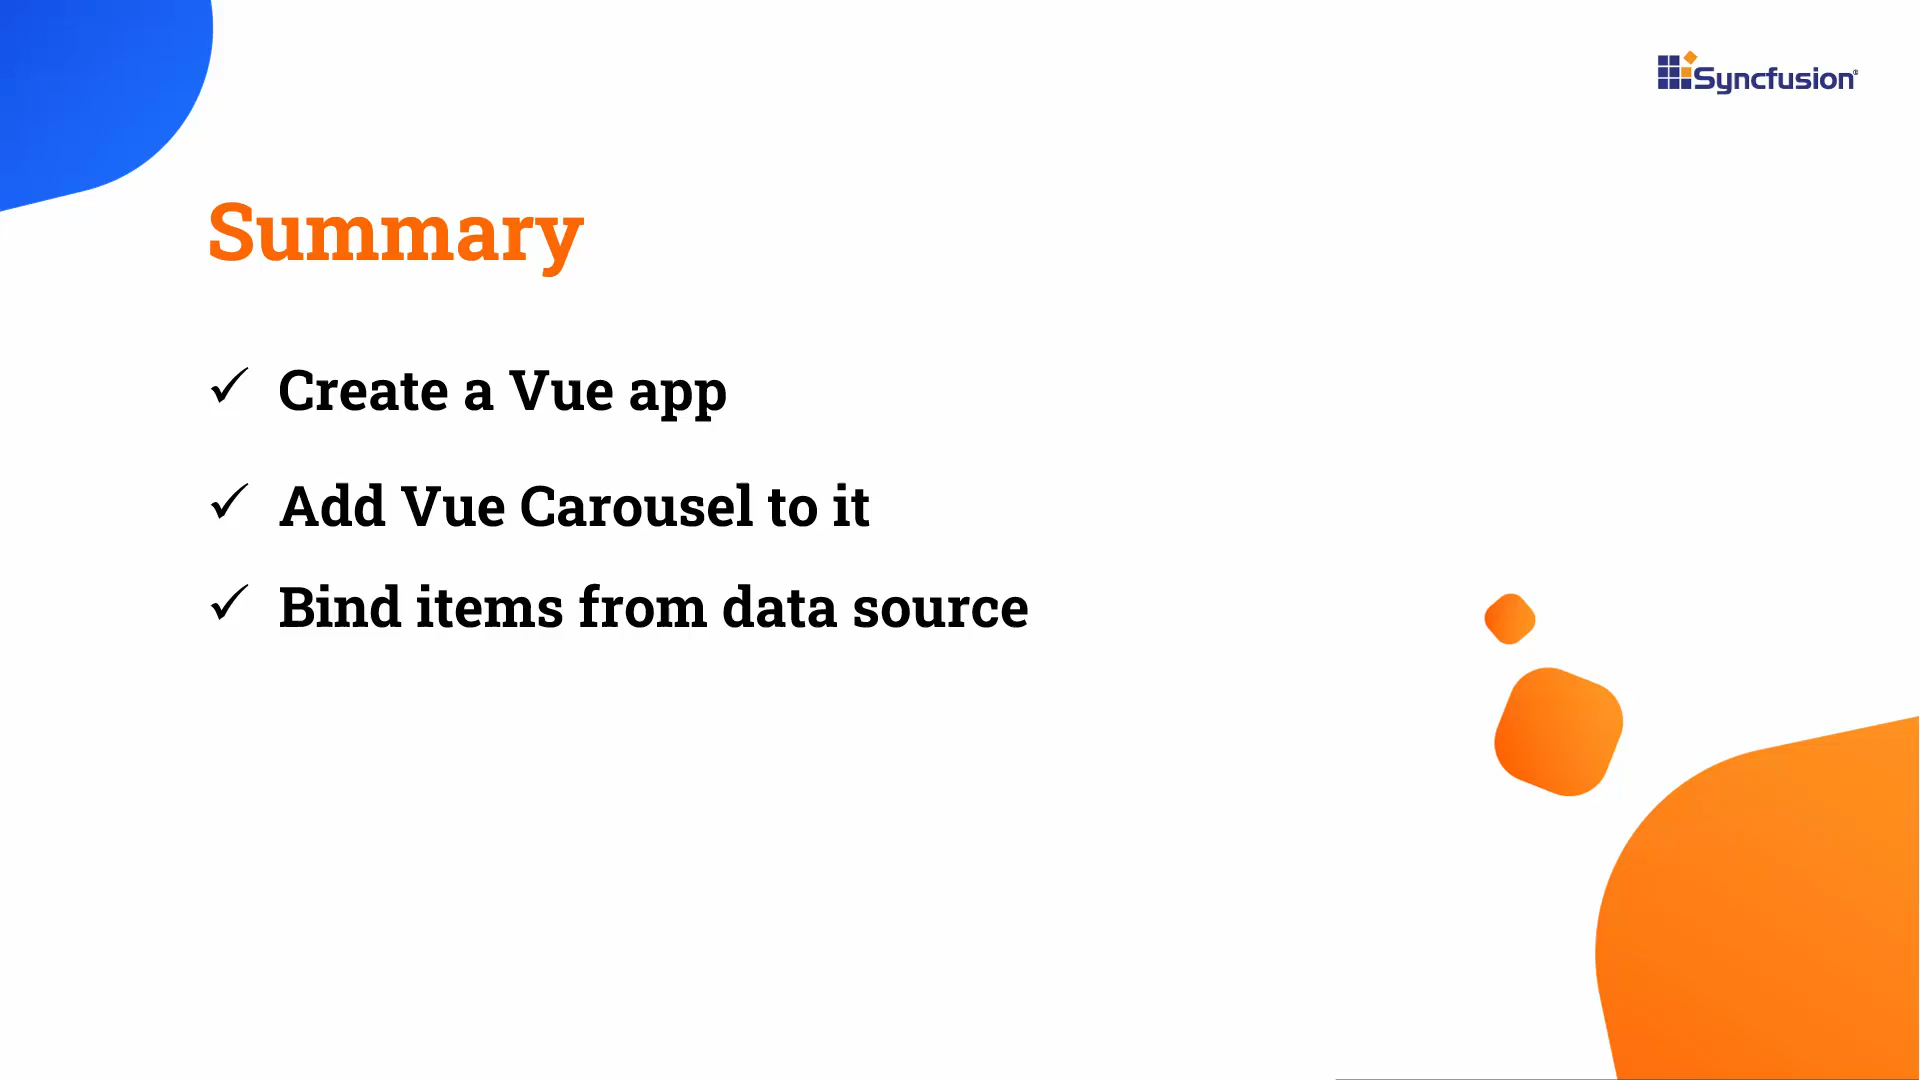 Syncfusion®
Summary
✓ Create a Vue app
✓ Add Vue Carousel to it
✓ Bind items from data source